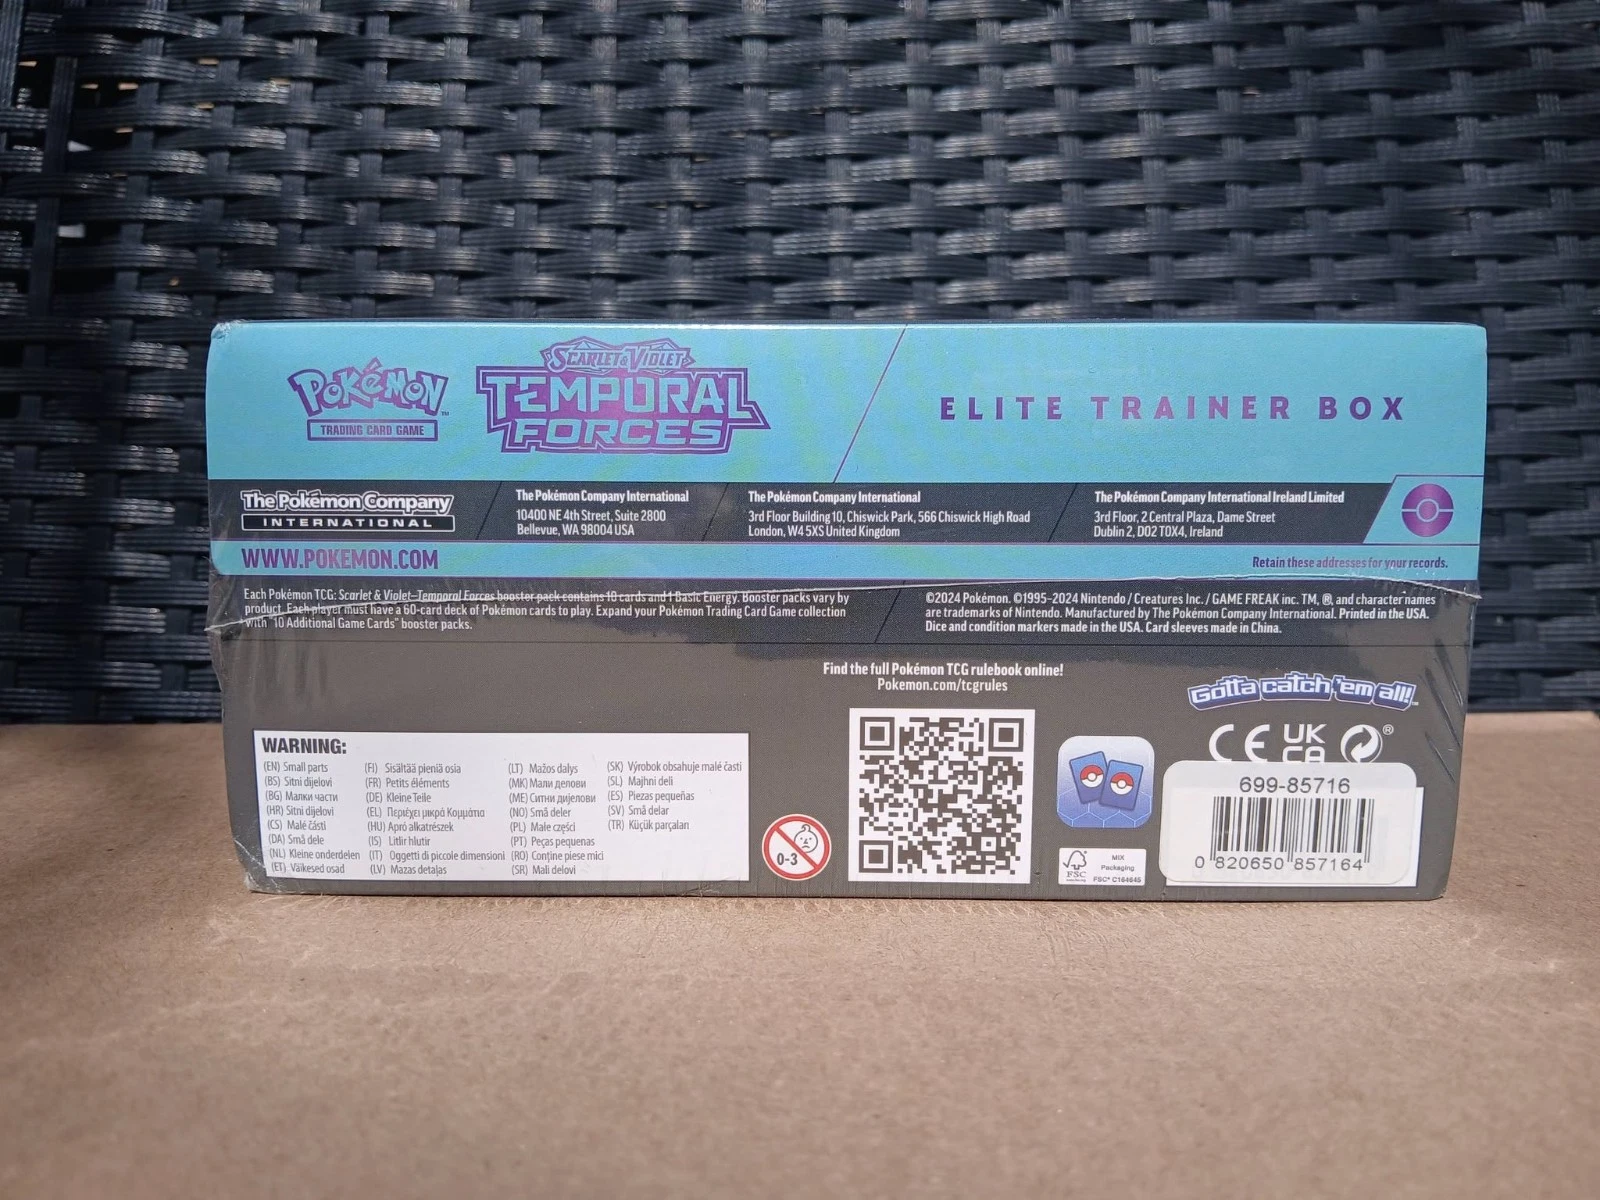 POKéMON™
TRADING CARD GAME
SCARLET & VIOLET
TEMPORAL
FORCES
ELITE TRAINER BOX
The Pokémon Company
INTERNATIONAL
The Pokémon Company International
10400 NE 4th Street, Suite 2800
Bellevue, WA 98004 USA
The Pokémon Company International
3rd Floor Building 10, Chiswick Park, 566 Chiswick High Road
London, W4 5XS United Kingdom
The Pokémon Company International Ireland Limited
3rd Floor, 2 Central Plaza, Dame Street
Dublin 2, D02 T0X4, Ireland
WWW.POKEMON.COM
Retain these addresses for your records.
Each Pokémon TCG: Scarlet & Violet—Temporal Forces booster pack contains 10 cards and 1 Basic Energy. Booster packs vary by
product. Each player must have a 60-card deck of Pokémon cards to play. Expand your Pokémon Trading Card Game collection
with "10 Additional Game Cards" booster packs.
©2024 Pokémon. ©1995–2024 Nintendo / Creatures Inc. / GAME FREAK inc. TM, ®, and character names
are trademarks of Nintendo. Manufactured by The Pokémon Company International. Printed in the USA.
Dice and condition markers made in the USA. Card sleeves made in China.
Find the full Pokémon TCG rulebook online!
Pokemon.com/tcgrules
Gotta catch 'em all!™
WARNING:
(EN) Small parts
(BS) Sitni dijelovi
(BG) Малки части
(HR) Sitni dijelovi
(CS) Malé části
(DA) Små dele
(NL) Kleine onderdelen
(ET) Väikesed osad
(FI) Sisältää pieniä osia
(FR) Petits éléments
(DE) Kleine Teile
(EL) Περιέχει μικρά Κομμάτια
(HU) Apró alkatrészek
(IS) Litlir hlutir
(IT) Oggetti di piccole dimensioni
(LV) Mazas detaļas
(LT) Mažos dalys
(MK) Мали делови
(ME) Ситни дијелови
(NO) Små deler
(PL) Małe części
(PT) Peças pequenas
(RO) Conține piese mici
(SR) Mali delovi
(SK) Výrobok obsahuje malé časti
(SL) Majhni deli
(ES) Piezas pequeñas
(SV) Små delar
(TR) Küçük parçaları
0-3
CE
UK
CA
®
FSC
MIX
Packaging
FSC® C164645
699-85716
0 820650 857164